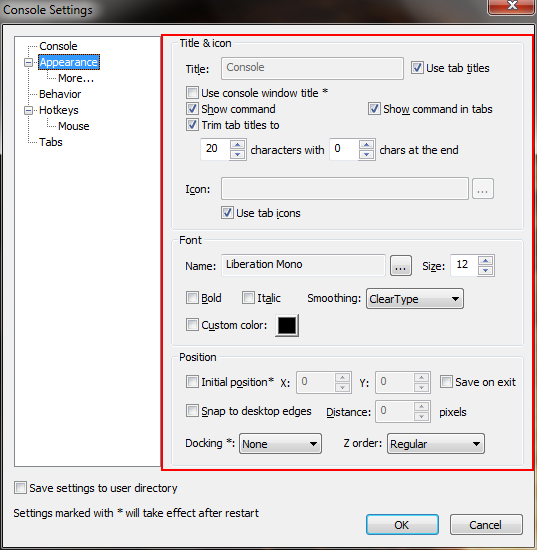 Console Settings
Console
Appearance
More...
Behavior
Hotkeys
Mouse
Tabs
Title & icon
Title: Console Use tab titles
Use console window title *
Show command Show command in tabs
Trim tab titles to
20 characters with 0 chars at the end
Icon: ...
Use tab icons
Font
Name: Liberation Mono ... Size: 12
Bold Italic Smoothing: ClearType
Custom color:
Position
Initial position* X: 0 Y: 0 Save on exit
Snap to desktop edges Distance: 0 pixels
Docking *: None Z order: Regular
Save settings to user directory
Settings marked with * will take effect after restart
OK Cancel